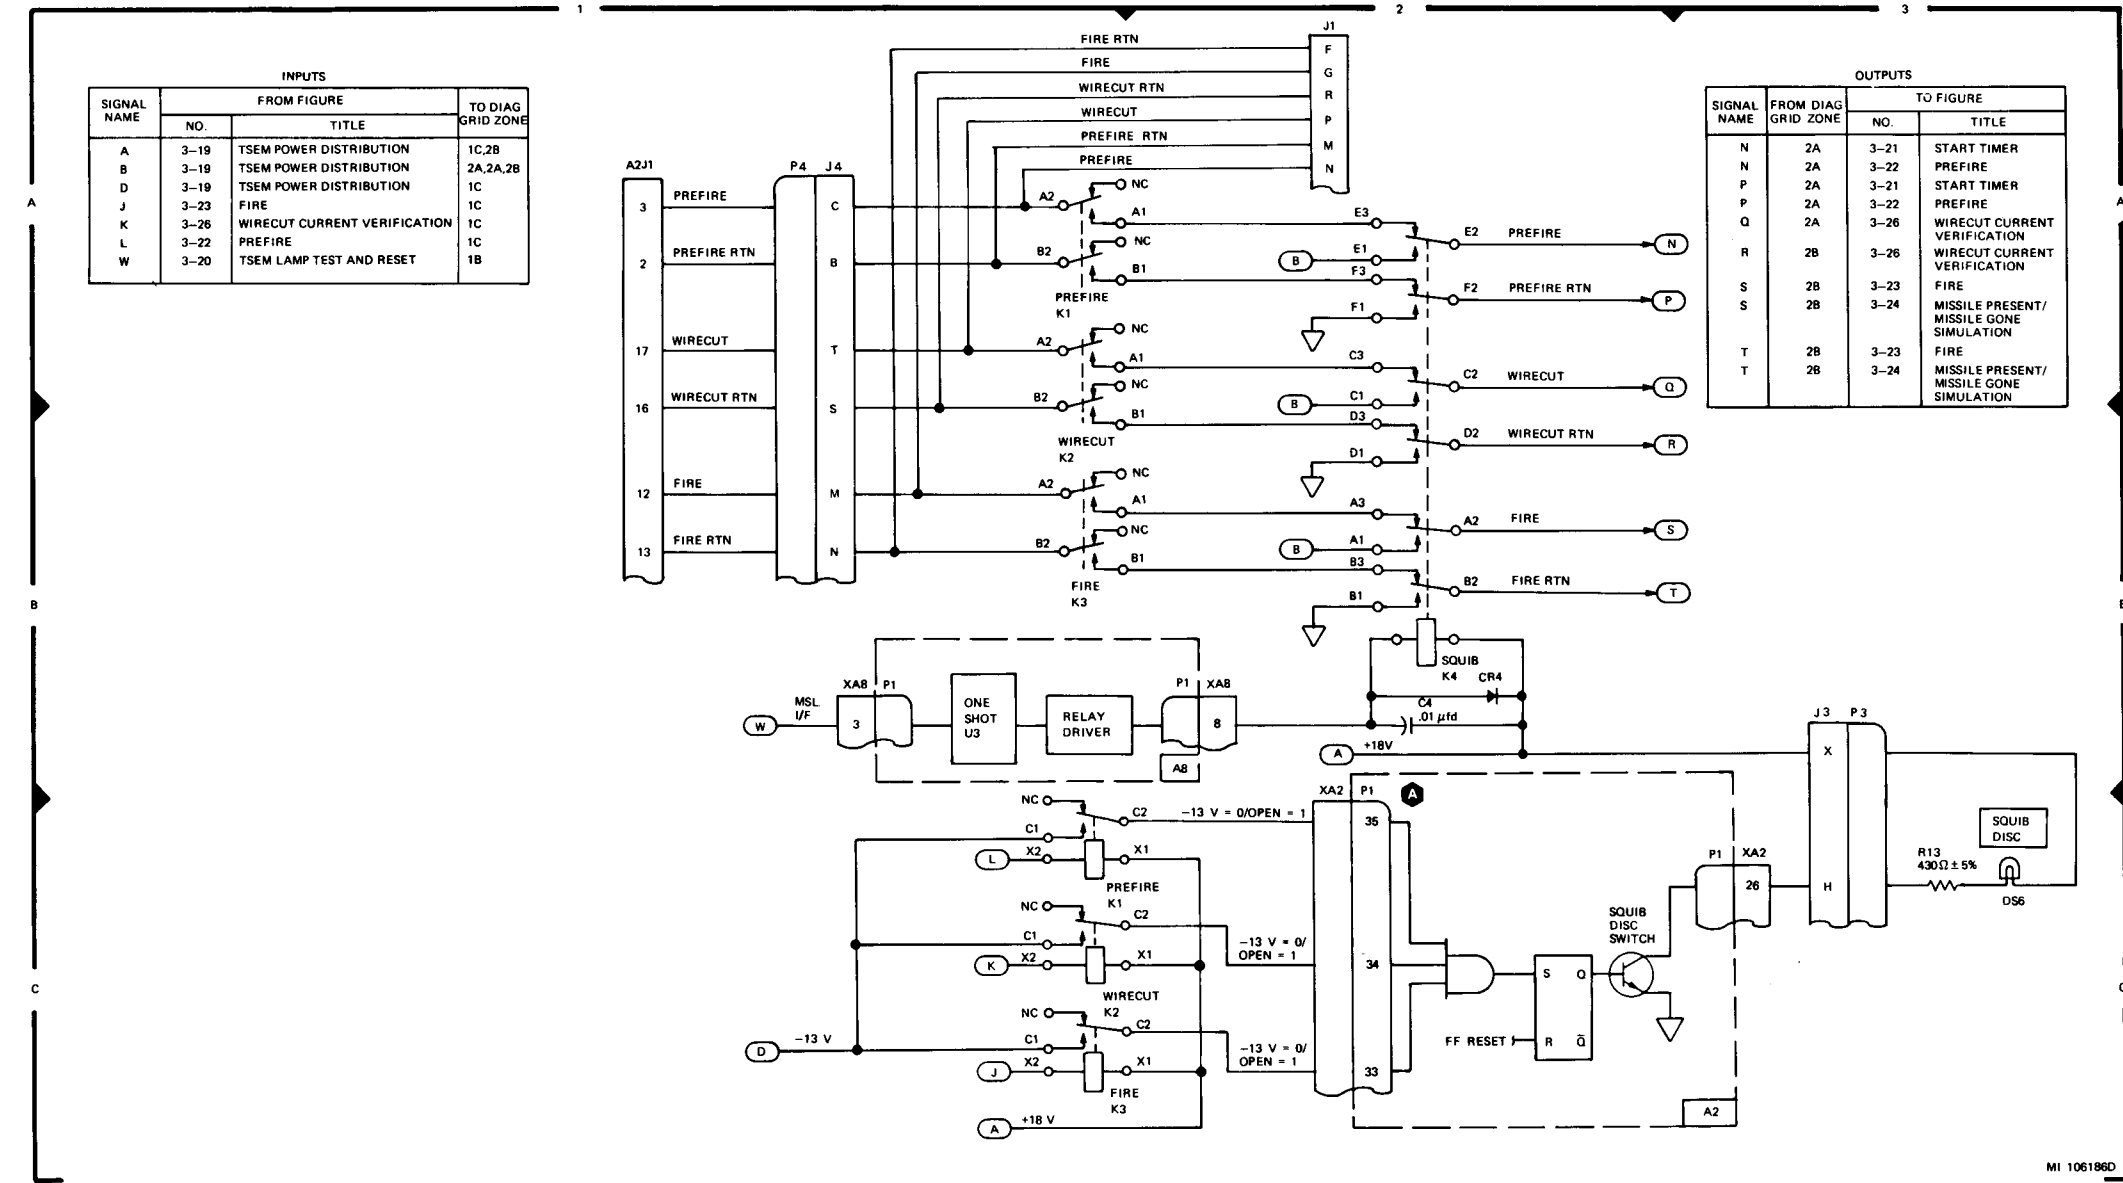 1 2 3
INPUTS
SIGNAL NAME FROM FIGURE TO DIAG GRID ZONE
NO. TITLE
A 3-19 TSEM POWER DISTRIBUTION 1C,2B
B 3-19 TSEM POWER DISTRIBUTION 2A,2A,2B
D 3-19 TSEM POWER DISTRIBUTION 1C
J 3-23 FIRE 1C
K 3-26 WIRECUT CURRENT VERIFICATION 1C
L 3-22 PREFIRE 1C
W 3-20 TSEM LAMP TEST AND RESET 1B
J1
FIRE RTN F
FIRE G
WIRECUT RTN R
WIRECUT P
PREFIRE RTN M
PREFIRE N
OUTPUTS
SIGNAL NAME FROM DIAG GRID ZONE TO FIGURE
NO. TITLE
N 2A 3-21 START TIMER
N 2A 3-22 PREFIRE
P 2A 3-21 START TIMER
P 2A 3-22 PREFIRE
Q 2A 3-26 WIRECUT CURRENT
VERIFICATION
R 2B 3-26 WIRECUT CURRENT
VERIFICATION
S 2B 3-23 FIRE
S 2B 3-24 MISSILE PRESENT/
MISSILE GONE
SIMULATION
T 2B 3-23 FIRE
T 2B 3-24 MISSILE PRESENT/
MISSILE GONE
SIMULATION
A A
A2J1 P4 J4
3 PREFIRE C A2 NC
A1 E3 E2 PREFIRE N
2 PREFIRE RTN B B2 NC
B E1
B1 F3 F2 PREFIRE RTN P
PREFIRE
K1
F1
17 WIRECUT T A2 NC
A1 C3 C2 WIRECUT Q
16 WIRECUT RTN S B2 NC
B C1
B1 D3 D2 WIRECUT RTN R
WIRECUT
K2
D1
12 FIRE M A2 NC
A1 A3 A2 FIRE S
13 FIRE RTN N B2 NC
B A1
B1 B3 B2 FIRE RTN T
FIRE
K3
B1
B
SQUIB
K4
CR4
C4
.01 µfd
W MSL
I/F
XA8 P1
3
ONE
SHOT
U3
RELAY
DRIVER
P1 XA8
8
A8
A +18V
J3 P3
X
H
NC C2 -13 V = 0/OPEN = 1
C1
L X2 X1
PREFIRE
K1
NC C2
C1
-13 V = 0/
OPEN = 1
K X2 X1
WIRECUT
K2
NC C2
C1
-13 V = 0/
OPEN = 1
D -13 V
J X2 X1
FIRE
K3
A +18 V
XA2 P1
A
35
34
33
S Q
R Q̄
FF RESET
SQUIB
DISC
SWITCH
P1 XA2
26
A2
R13
430Ω ± 5%
SQUIB
DISC
DS6
C
MI 106186D